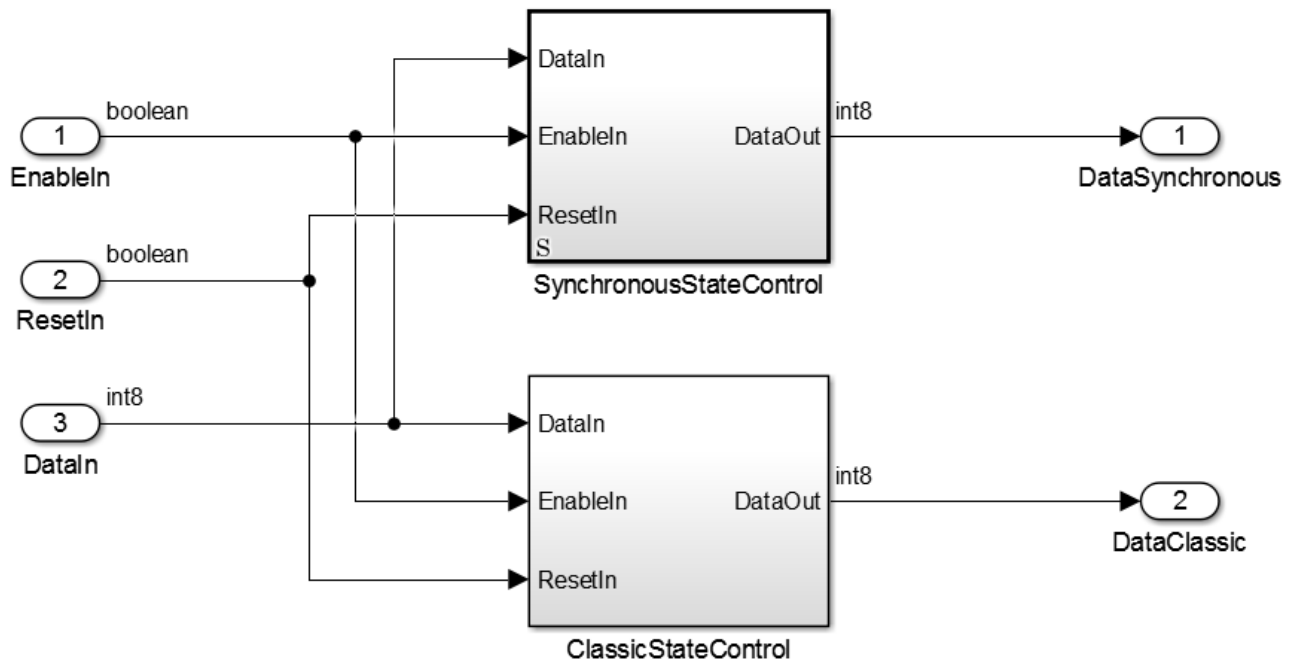 boolean
1
EnableIn
boolean
2
ResetIn
int8
3
DataIn
DataIn
EnableIn
ResetIn
DataOut
S
SynchronousStateControl
int8
1
DataSynchronous
DataIn
EnableIn
ResetIn
DataOut
ClassicStateControl
int8
2
DataClassic